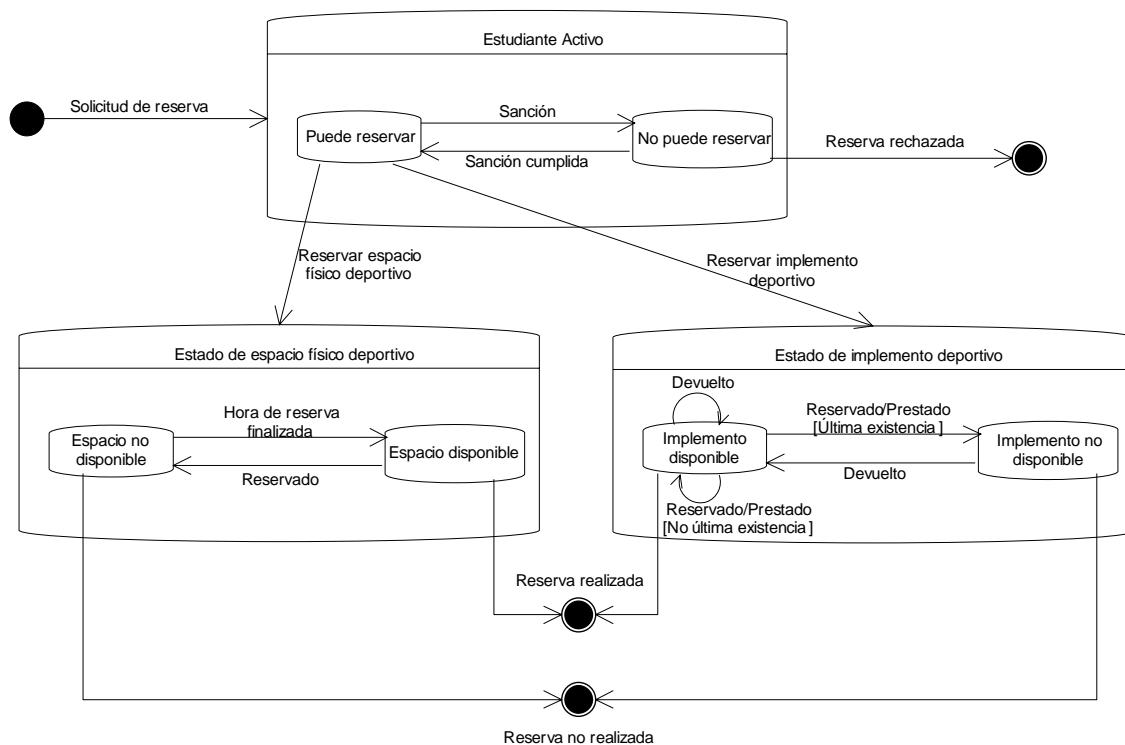 Estudiante Activo
Solicitud de reserva
Sanción
Puede reservar
No puede reservar
Sanción cumplida
Reserva rechazada
Reservar espacio
físico deportivo
Reservar implemento
deportivo
Estado de espacio físico deportivo
Hora de reserva
finalizada
Espacio no
disponible
Espacio disponible
Reservado
Estado de implemento deportivo
Devuelto
Reservado/Prestado
[Última existencia]
Implemento
disponible
Implemento no
disponible
Devuelto
Reservado/Prestado
[No última existencia]
Reserva realizada
Reserva no realizada